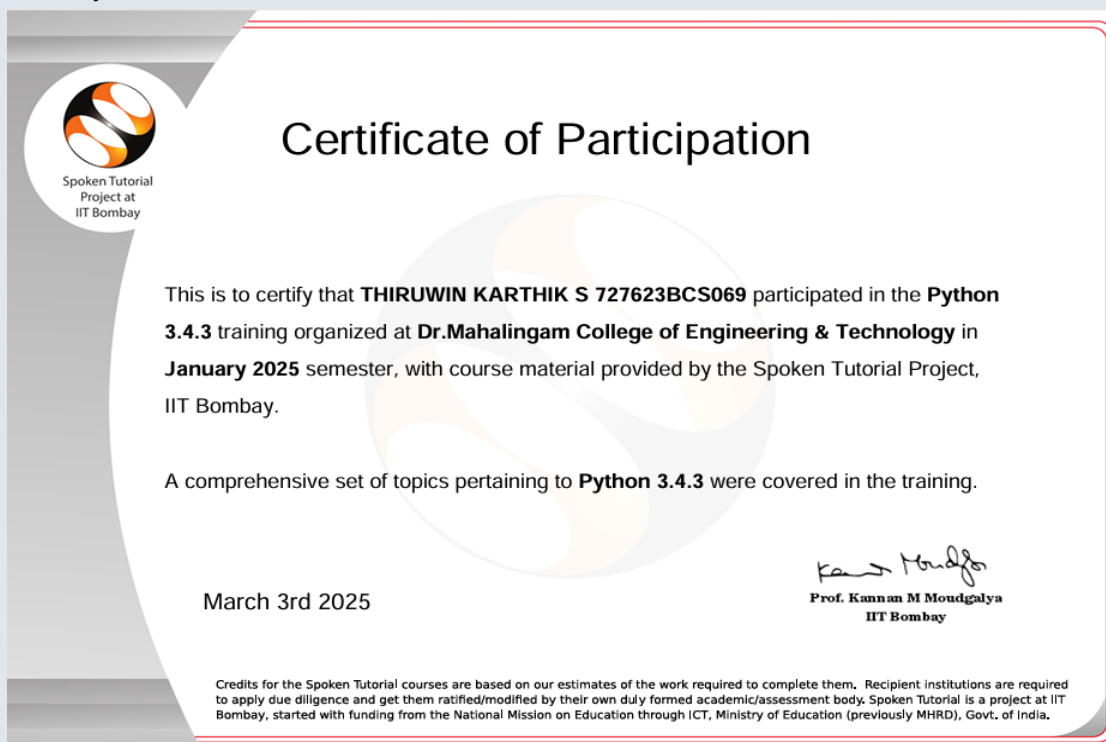 Spoken Tutorial
Project at
IIT Bombay
Certificate of Participation
This is to certify that THIRUWIN KARTHIK S 727623BCS069 participated in the Python
3.4.3 training organized at Dr.Mahalingam College of Engineering & Technology in
January 2025 semester, with course material provided by the Spoken Tutorial Project,
IIT Bombay.
A comprehensive set of topics pertaining to Python 3.4.3 were covered in the training.
March 3rd 2025
Prof. Kannan M Moudgalya
IIT Bombay
Credits for the Spoken Tutorial courses are based on our estimates of the work required to complete them. Recipient institutions are required
to apply due diligence and get them ratified/modified by their own duly formed academic/assessment body. Spoken Tutorial is a project at IIT
Bombay, started with funding from the National Mission on Education through ICT, Ministry of Education (previously MHRD), Govt. of India.